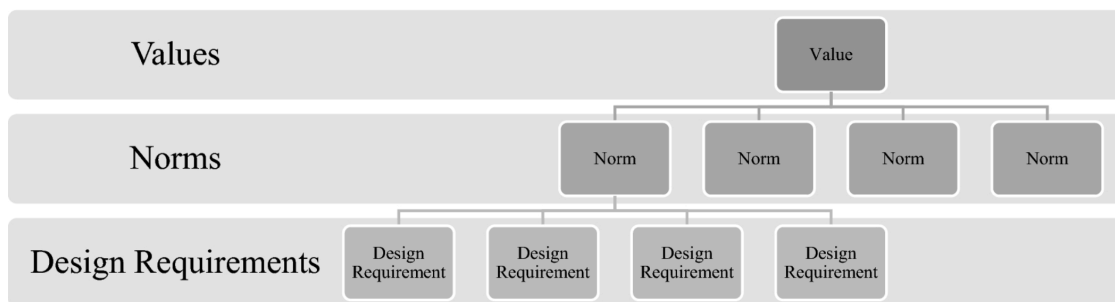 Values
Value
Norms
Norm
Norm
Norm
Norm
Design Requirements
Design
Requirement
Design
Requirement
Design
Requirement
Design
Requirement